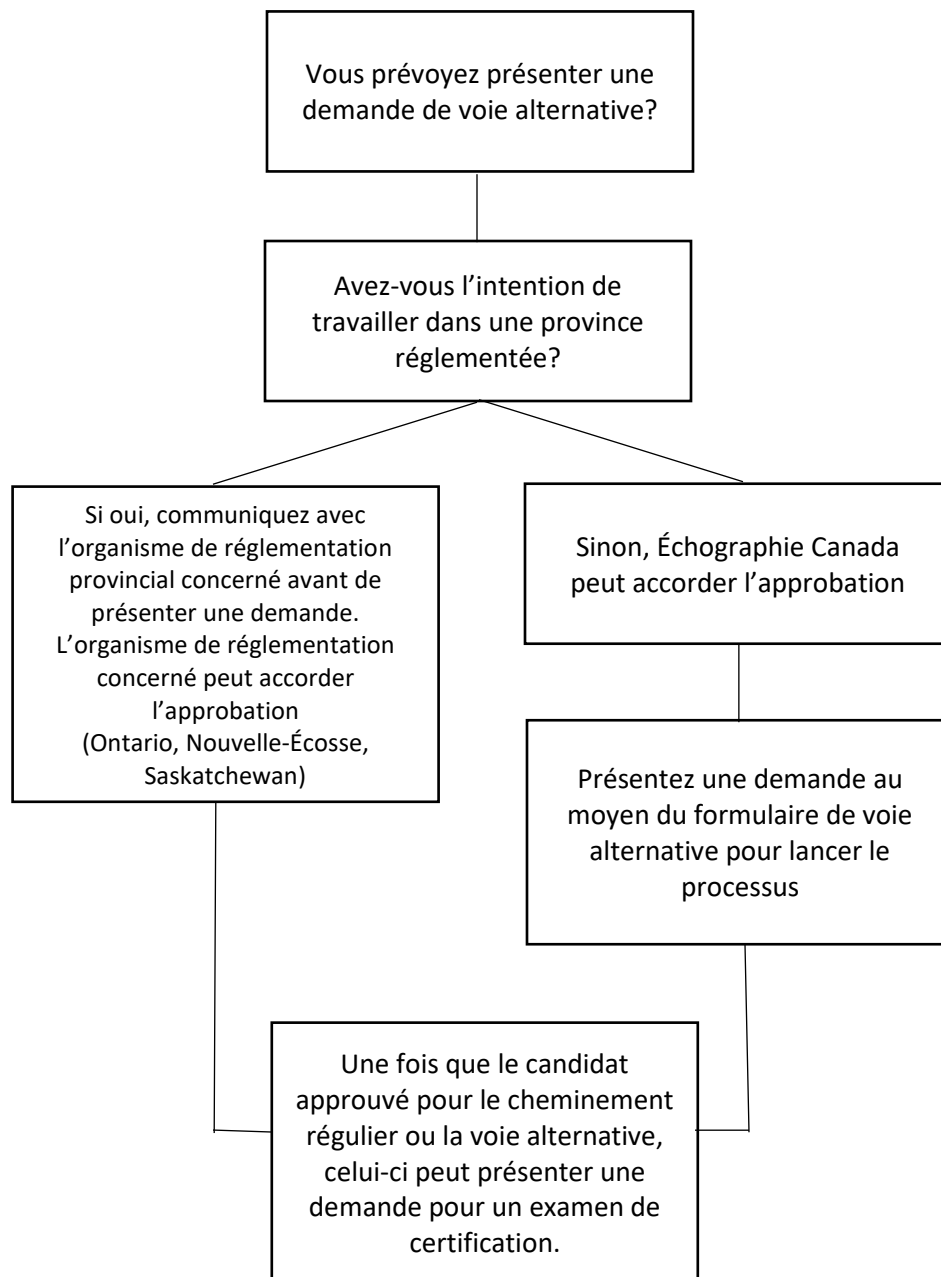 Vous prévoyez présenter une
demande de voie alternative?
Avez-vous l’intention de
travailler dans une province
réglementée?
Si oui, communiquez avec
l’organisme de réglementation
provincial concerné avant de
présenter une demande.
L’organisme de réglementation
concerné peut accorder
l’approbation
(Ontario, Nouvelle-Écosse,
Saskatchewan)
Sinon, Échographie Canada
peut accorder l’approbation
Présentez une demande au
moyen du formulaire de voie
alternative pour lancer le
processus
Une fois que le candidat
approuvé pour le cheminement
régulier ou la voie alternative,
celui-ci peut présenter une
demande pour un examen de
certification.